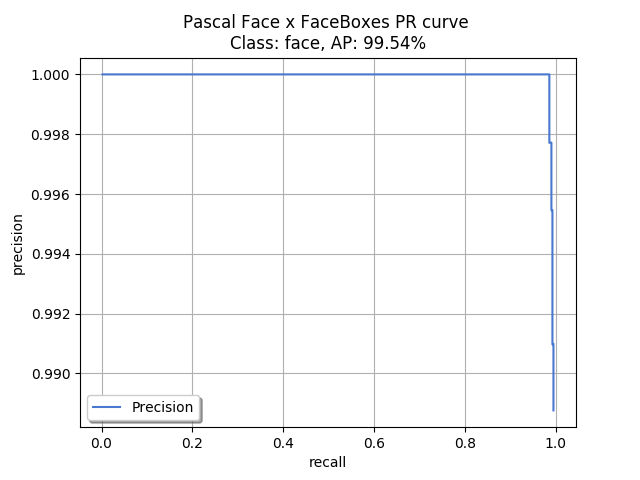 Pascal Face x FaceBoxes PR curve
Class: face, AP: 99.54%
1.000
0.998
0.996
0.994
0.992
0.990
precision
Precision
0.0 0.2 0.4 0.6 0.8 1.0
recall